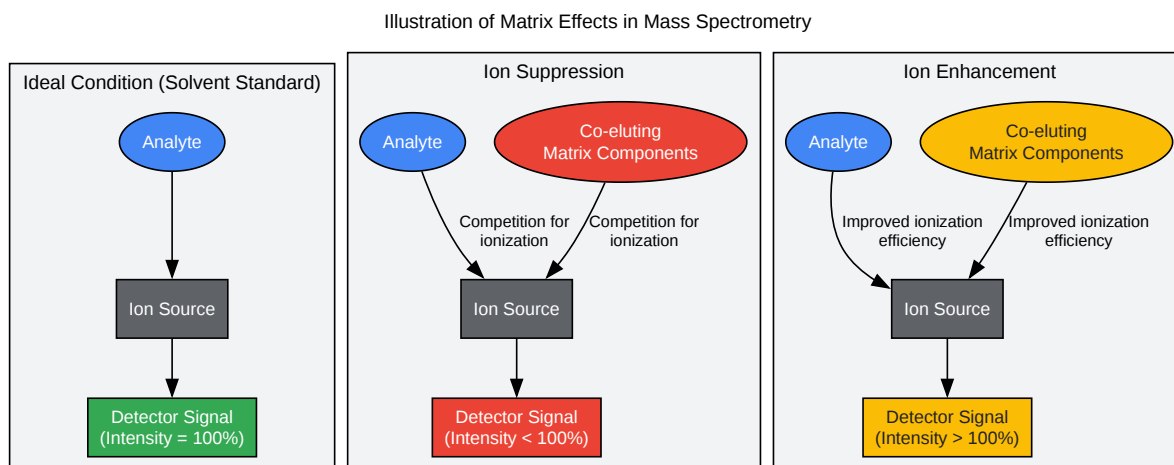 Illustration of Matrix Effects in Mass Spectrometry
Ideal Condition (Solvent Standard)
Analyte
Ion Source
Detector Signal
(Intensity = 100%)
Ion Suppression
Analyte
Co-eluting
Matrix Components
Competition for
ionization
Competition for
ionization
Ion Source
Detector Signal
(Intensity < 100%)
Ion Enhancement
Analyte
Co-eluting
Matrix Components
Improved ionization
efficiency
Improved ionization
efficiency
Ion Source
Detector Signal
(Intensity > 100%)